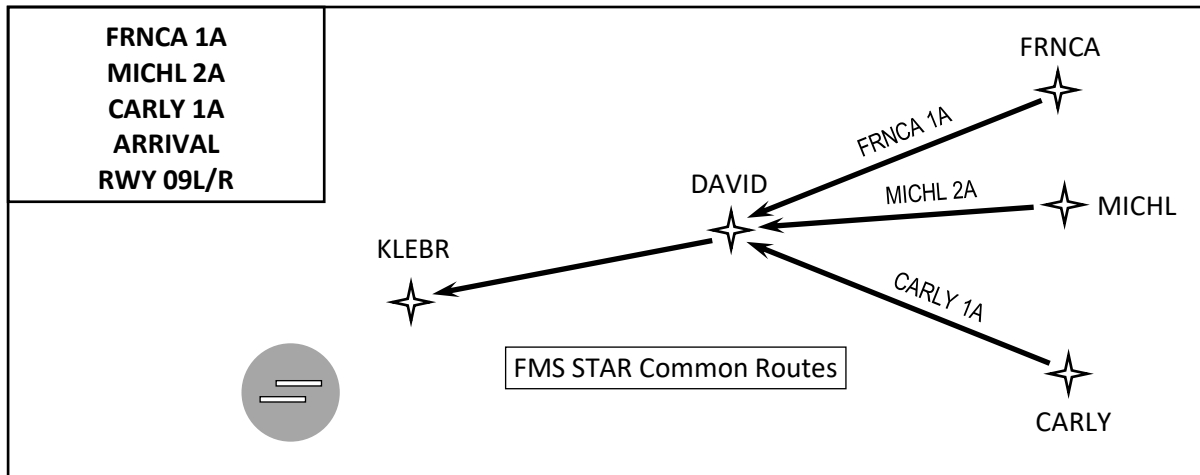 FRNCA 1A
MICHL 2A
CARLY 1A
ARRIVAL
RWY 09L/R
FRNCA
FRNCA 1A
DAVID
MICHL 2A
MICHL
KLEBR
CARLY 1A
FMS STAR Common Routes
CARLY